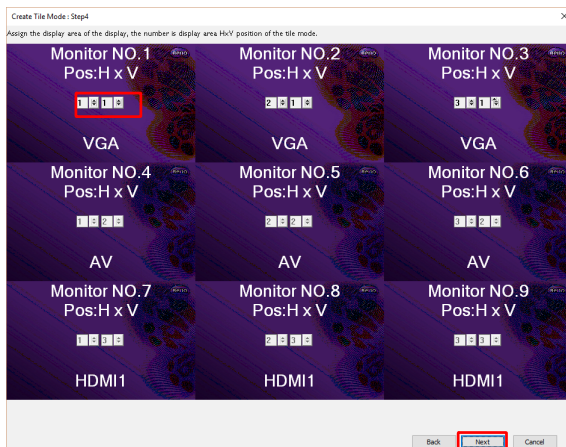 Create Tile Mode : Step4
Assign the display area of the display, the number is display area HxY position of the tile mode.
Monitor NO.1 Monitor NO.2 Monitor NO.3
Pos:H x V Pos:H x V Pos:H x V
1 1 2 1 3 1
VGA VGA VGA
Monitor NO.4 Monitor NO.5 Monitor NO.6
Pos:H x V Pos:H x V Pos:H x V
1 2 2 2 3 2
AV AV AV
Monitor NO.7 Monitor NO.8 Monitor NO.9
Pos:H x V Pos:H x V Pos:H x V
1 3 2 3 3 3
HDMI1 HDMI1 HDMI1
Back Next Cancel